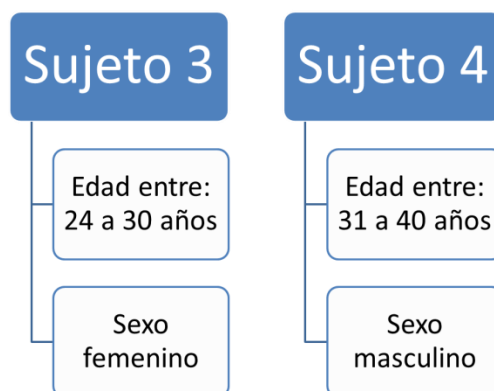 Sujeto 3
Edad entre:
24 a 30 años
Sexo
femenino
Sujeto 4
Edad entre:
31 a 40 años
Sexo
masculino